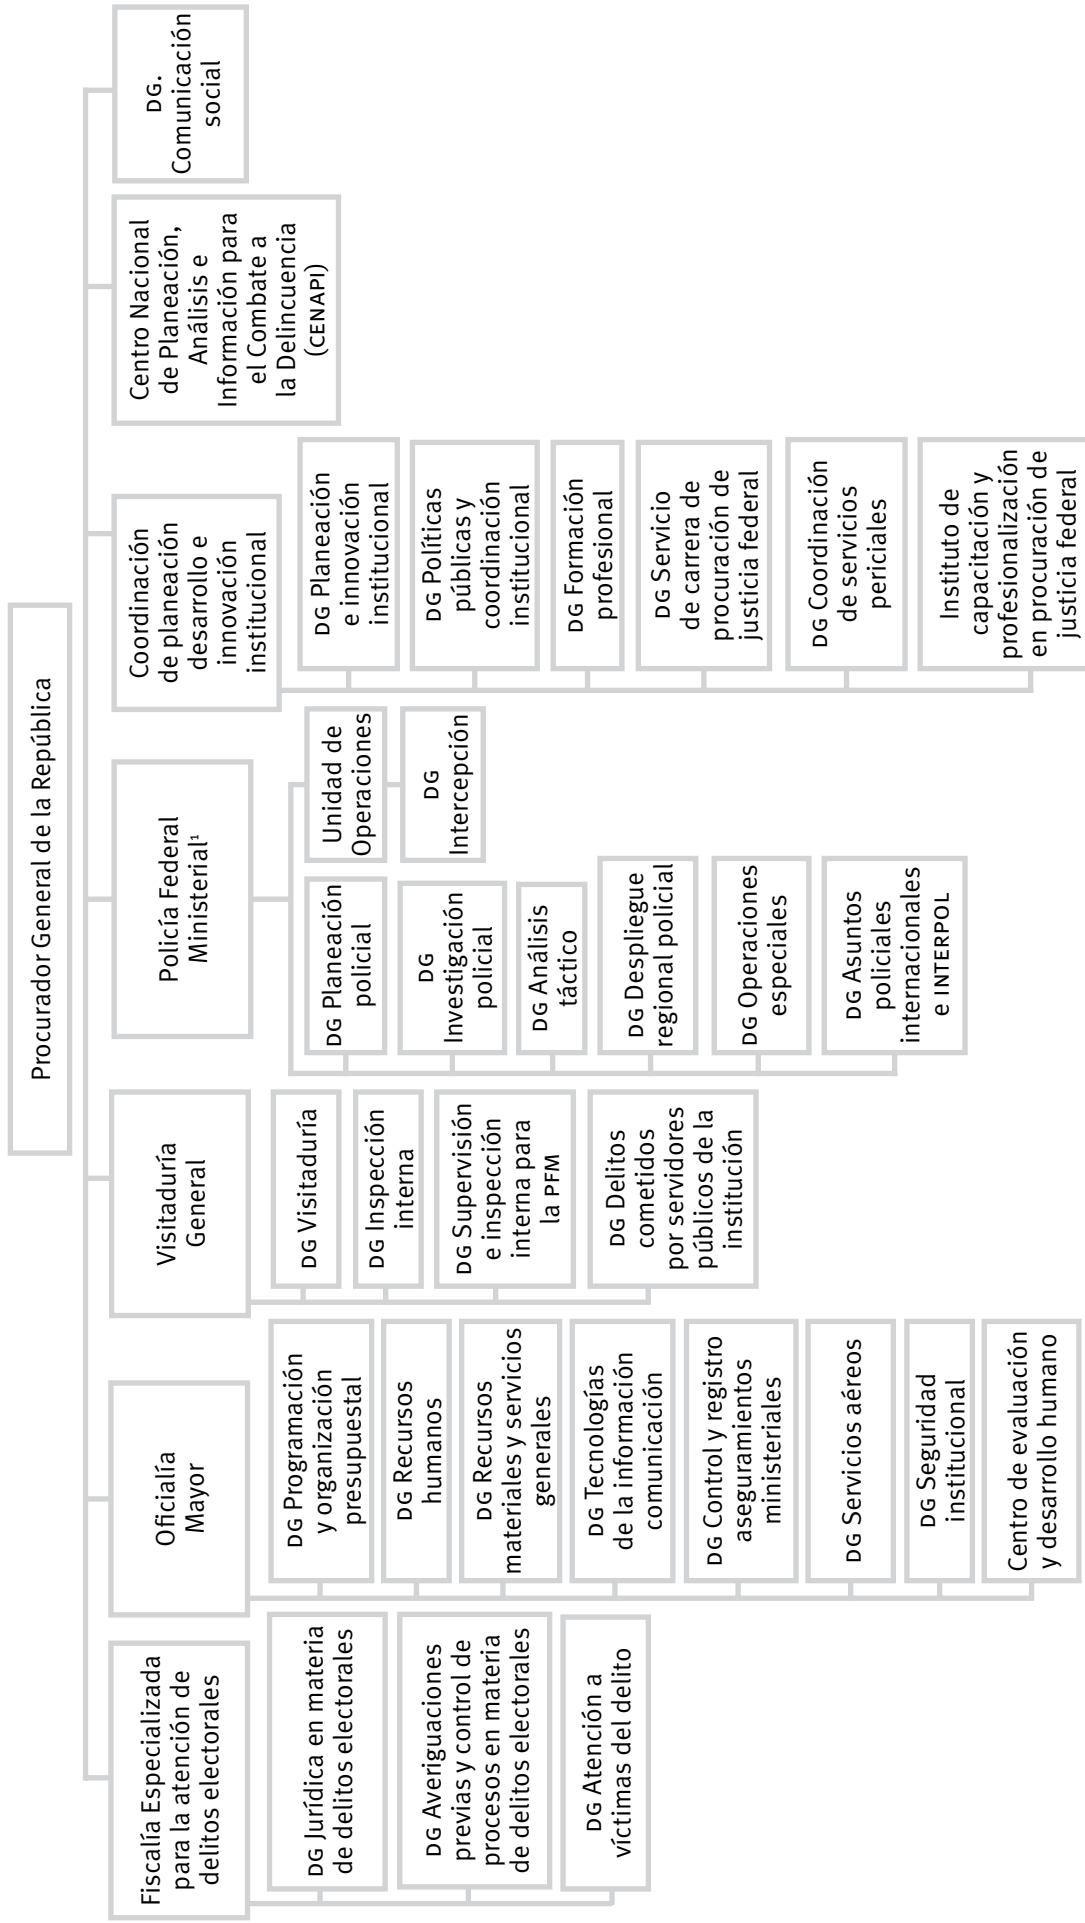 Procurador General de la República
Fiscalía Especializada
para la atención de
delitos electorales
DG Jurídica en materia
de delitos electorales
DG Averiguaciones
previas y control de
procesos en materia
de delitos electorales
DG Atención a
víctimas del delito
Oficialía
Mayor
DG Programación
y organización
presupuestal
DG Recursos
humanos
DG Recursos
materiales y servicios
generales
DG Tecnologías
de la información
comunicación
DG Control y registro
aseguramientos
ministeriales
DG Servicios aéreos
DG Seguridad
institucional
Centro de evaluación
y desarrollo humano
Visitaduría
General
DG Visitaduría
DG Inspección
interna
DG Supervisión
e inspección
interna para
la PFM
DG Delitos
cometidos
por servidores
públicos de la
institución
Policía Federal
Ministerial¹
DG Planeación
policial
DG
Investigación
policial
DG Análisis
táctico
DG Despliegue
regional policial
DG Operaciones
especiales
DG Asuntos
policiales
internacionales
e INTERPOL
Unidad de
Operaciones
DG
Intercepción
Coordinación
de planeación
desarrollo e
innovación
institucional
DG Planeación
e innovación
institucional
DG Políticas
públicas y
coordinación
institucional
DG Formación
profesional
DG Servicio
de carrera de
procuración de
justicia federal
DG Coordinación
de servicios
periciales
Instituto de
capacitación y
profesionalización
en procuración de
justicia federal
Centro Nacional
de Planeación,
Análisis e
Información para
el Combate a
la Delincuencia
(CENAPI)
DG.
Comunicación
social